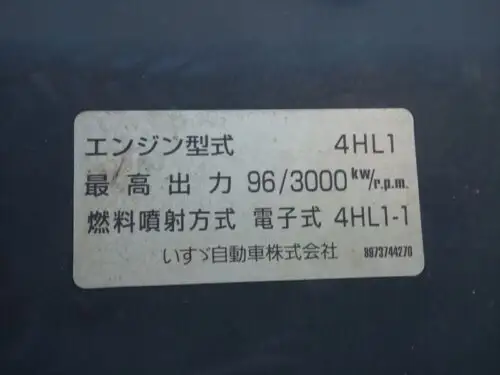 エンジン型式 4HL1
最高出力 96/3000 kW/r.p.m.
燃料噴射方式 電子式 4HL1-1
いすゞ自動車株式会社 8973744270